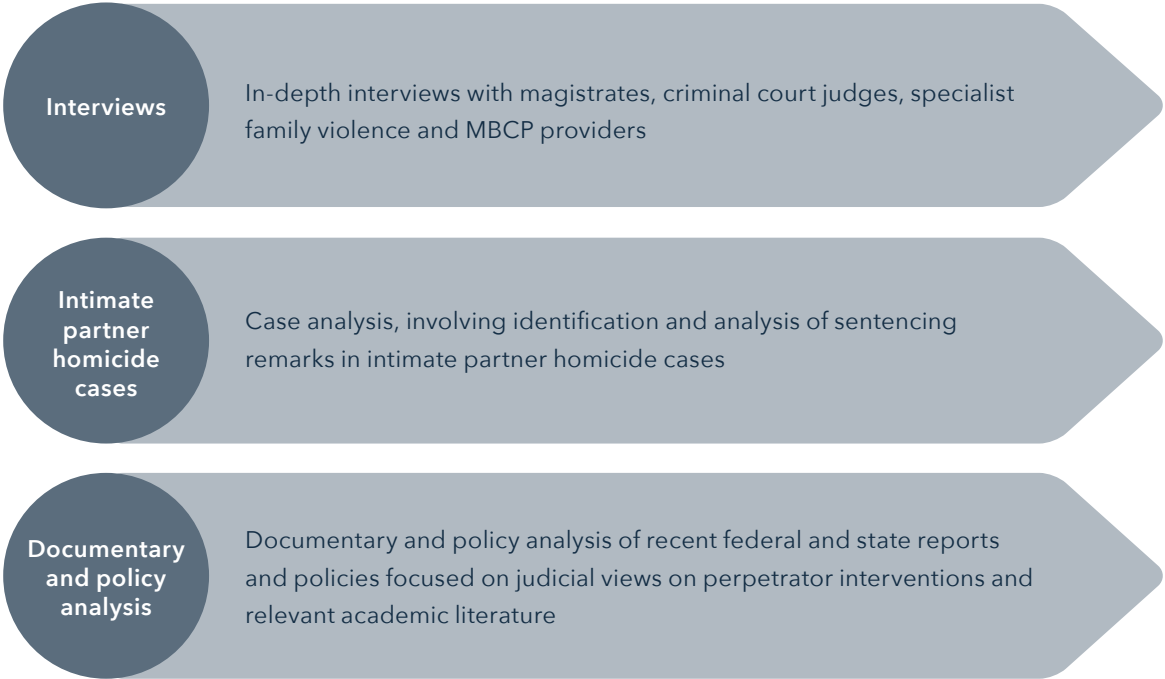 Interviews
In-depth interviews with magistrates, criminal court judges, specialist
family violence and MBCP providers
Intimate
partner
homicide
cases
Case analysis, involving identification and analysis of sentencing
remarks in intimate partner homicide cases
Documentary
and policy
analysis
Documentary and policy analysis of recent federal and state reports
and policies focused on judicial views on perpetrator interventions and
relevant academic literature